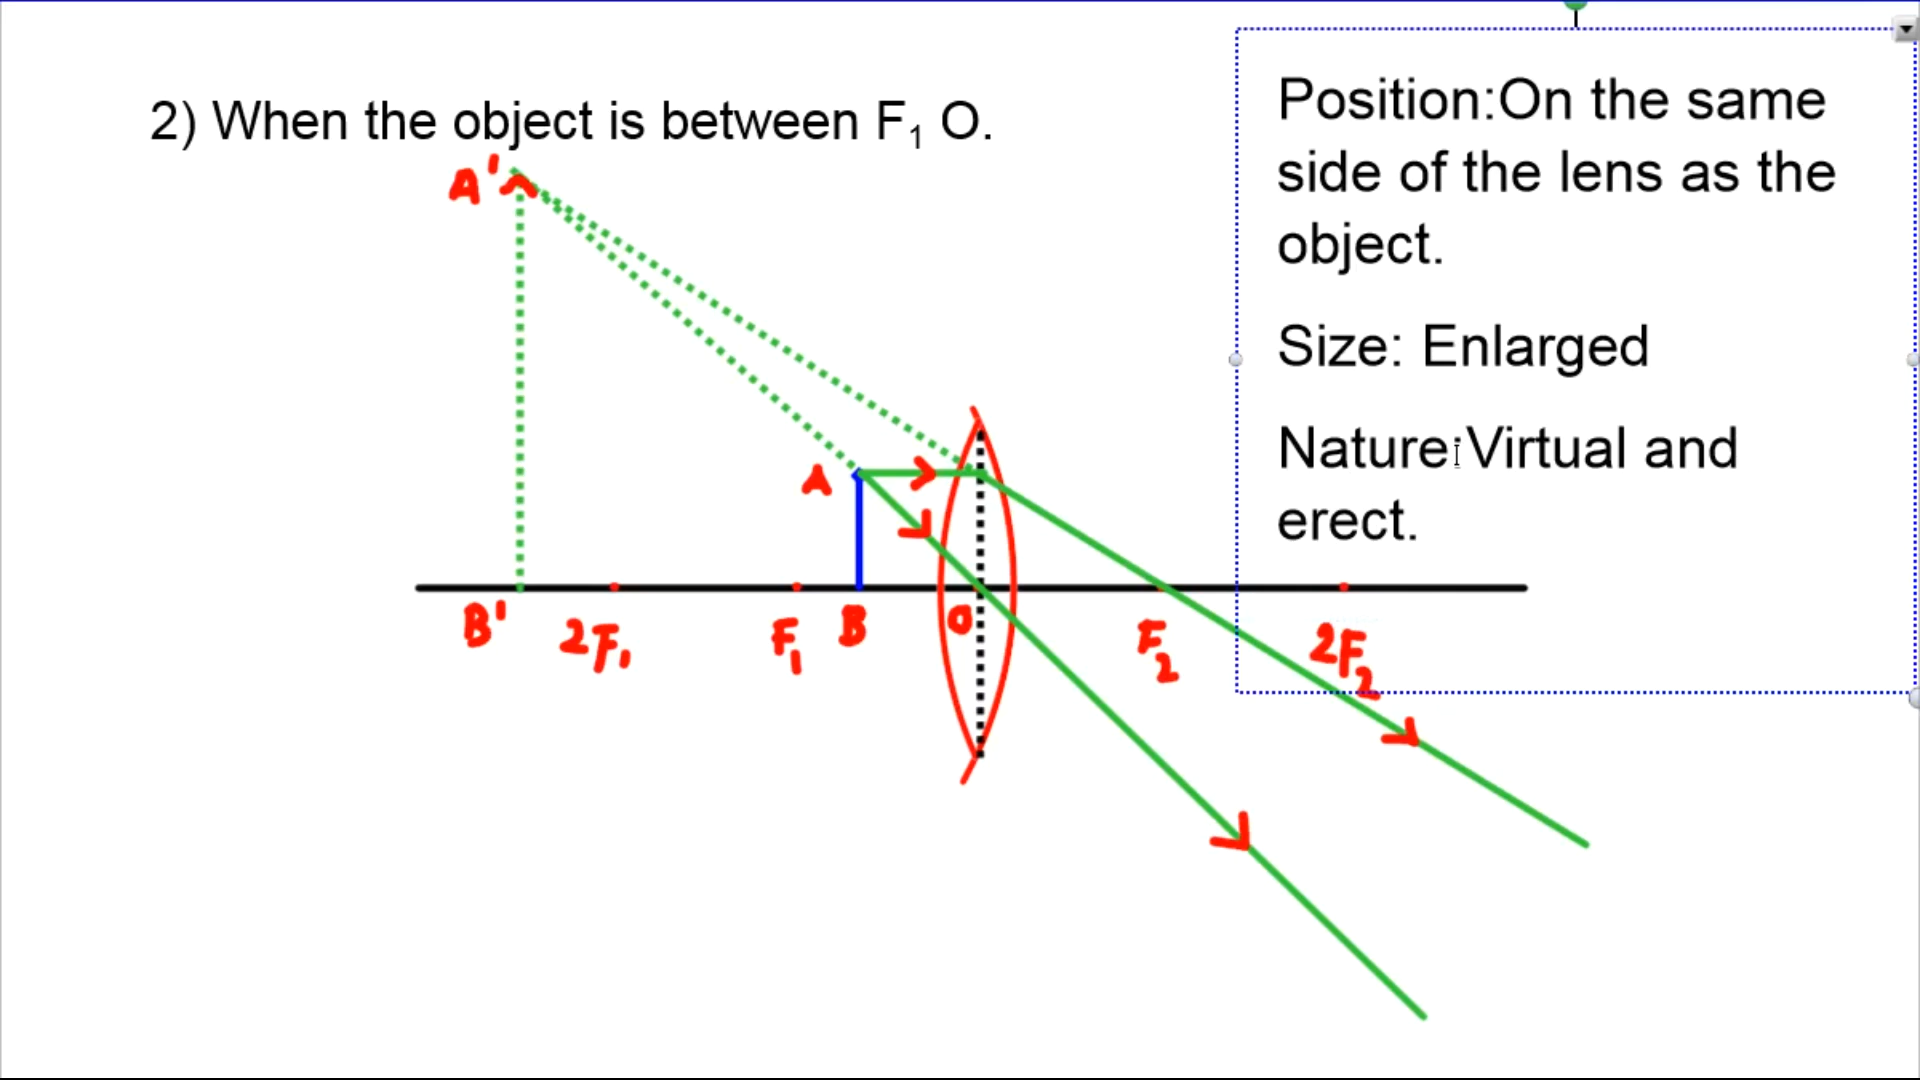 2) When the object is between F₁ O.
Position:On the same
side of the lens as the
object.
Size: Enlarged
Nature:Virtual and
erect.
A'
A
B'
2F₁
F₁
B
O
F₂
2F₂